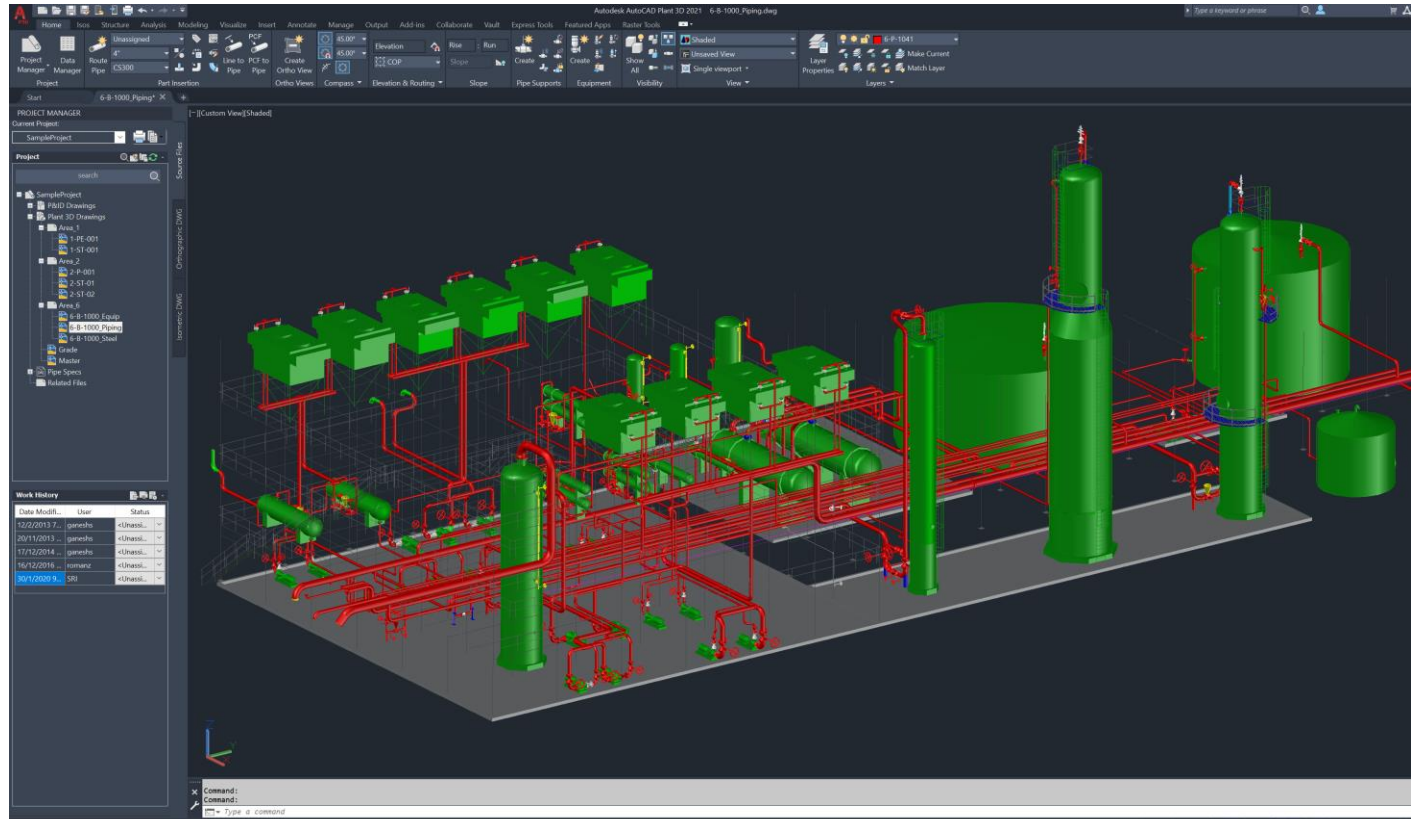 Autodesk AutoCAD Plant 3D 2021 6-8-1000_Piping.dwg
Type a keyword or phrase
Home Isos Structure Analysis Modeling Visualize Insert Annotate Manage Output Add-ins Collaborate Vault Express Tools Featured Apps Raster Tools
Project Manager
Data Manager
Route Pipe
Unassigned
4"
CS300
Line to Pipe
PCF to Pipe
PCF
Create Ortho View
45.00°
45.00°
Elevation
COP
Rise : Run
Slope
Create
Create
Show All
Shaded
Unsaved View
Single viewport
Layer Properties
6-P-1041
Make Current
Match Layer
Project Part Insertion Ortho Views Compass Elevation & Routing Slope Pipe Supports Equipment Visibility View Layers
Start 6-8-1000_Piping*
PROJECT MANAGER
Current Project:
SampleProject
Project
search
SampleProject
P&ID Drawings
Plant 3D Drawings
Area_1
1-PE-001
1-ST-001
Area_2
2-P-001
2-ST-01
2-ST-02
Area_6
6-8-1000_Equip
6-8-1000_Piping
6-8-1000_Steel
Grade
Master
Pipe Specs
Related Files
Source Files
Orthographic DWG
Isometric DWG
[−][Custom View][Shaded]
Work History
Date Modifi... User Status
12/2/2013 7... ganeshs <Unassi...
20/11/2013 ... ganeshs <Unassi...
17/12/2014 ... ganeshs <Unassi...
16/12/2016 ... romanz <Unassi...
30/1/2020 9... SRI <Unassi...
Z
Y
Command:
Command:
Type a command